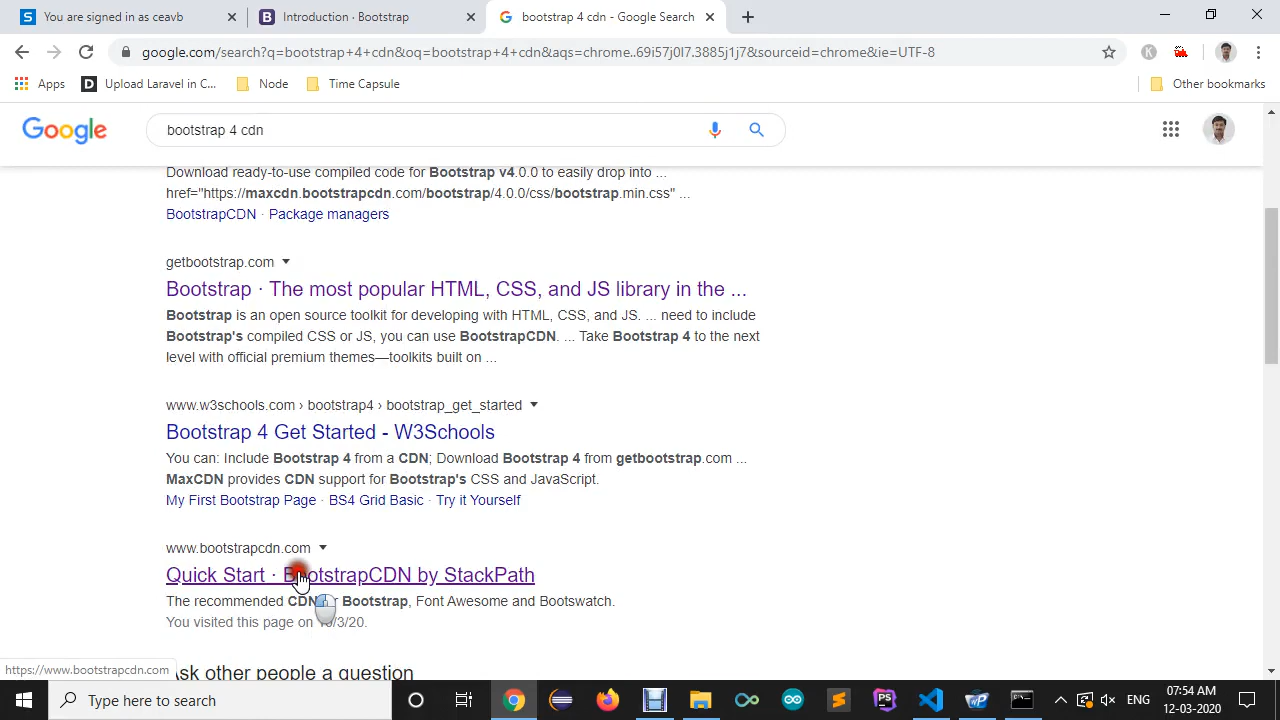 You are signed in as ceavb
Introduction · Bootstrap
bootstrap 4 cdn - Google Search
google.com/search?q=bootstrap+4+cdn&oq=bootstrap+4+cdn&aqs=chrome..69i57j0l7.3885j1j7&sourceid=chrome&ie=UTF-8
Apps
Upload Laravel in C...
Node
Time Capsule
Other bookmarks
Google
bootstrap 4 cdn
Download ready-to-use compiled code for Bootstrap v4.0.0 to easily drop into ...
href="https://maxcdn.bootstrapcdn.com/bootstrap/4.0.0/css/bootstrap.min.css" ...
BootstrapCDN · Package managers
getbootstrap.com
Bootstrap · The most popular HTML, CSS, and JS library in the ...
Bootstrap is an open source toolkit for developing with HTML, CSS, and JS. ... need to include
Bootstrap's compiled CSS or JS, you can use BootstrapCDN. ... Take Bootstrap 4 to the next
level with official premium themes—toolkits built on ...
www.w3schools.com › bootstrap4 › bootstrap_get_started
Bootstrap 4 Get Started - W3Schools
You can: Include Bootstrap 4 from a CDN; Download Bootstrap 4 from getbootstrap.com ...
MaxCDN provides CDN support for Bootstrap's CSS and JavaScript.
My First Bootstrap Page · BS4 Grid Basic · Try it Yourself
www.bootstrapcdn.com
Quick Start · BootstrapCDN by StackPath
The recommended CDN Bootstrap, Font Awesome and Bootswatch.
You visited this page on /3/20.
https://www.bootstrapcdn.com
Ask other people a question
Type here to search
ENG
07:54 AM
12-03-2020